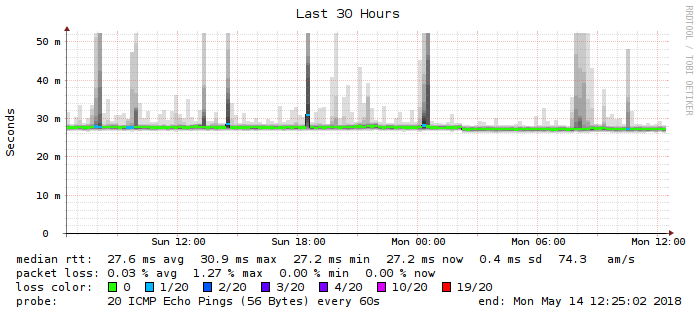 Last 30 Hours
RRDTOOL / TOBI OETIKER
Seconds
50 m
40 m
30 m
20 m
10 m
0
Sun 12:00 Sun 18:00 Mon 00:00 Mon 06:00 Mon 12:00
median rtt: 27.6 ms avg 30.9 ms max 27.2 ms min 27.2 ms now 0.4 ms sd 74.3 am/s
packet loss: 0.03 % avg 1.27 % max 0.00 % min 0.00 % now
loss color: 0 1/20 2/20 3/20 4/20 10/20 19/20
probe: 20 ICMP Echo Pings (56 Bytes) every 60s end: Mon May 14 12:25:02 2018